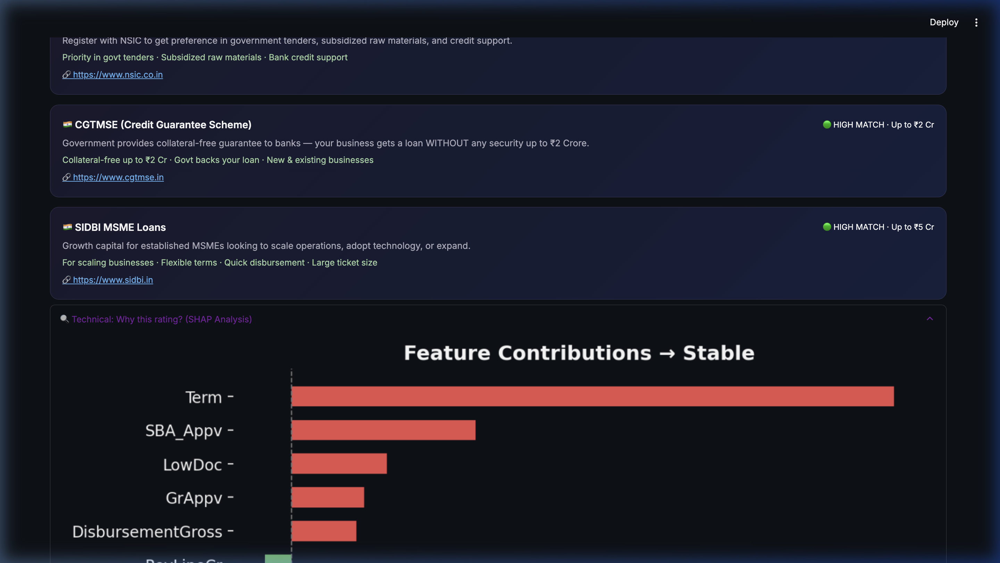 Deploy
Register with NSIC to get preference in government tenders, subsidized raw materials, and credit support.
Priority in govt tenders · Subsidized raw materials · Bank credit support
https://www.nsic.co.in
CGTMSE (Credit Guarantee Scheme)
HIGH MATCH · Up to ₹2 Cr
Government provides collateral-free guarantee to banks — your business gets a loan WITHOUT any security up to ₹2 Crore.
Collateral-free up to ₹2 Cr · Govt backs your loan · New & existing businesses
https://www.cgtmse.in
SIDBI MSME Loans
HIGH MATCH · Up to ₹5 Cr
Growth capital for established MSMEs looking to scale operations, adopt technology, or expand.
For scaling businesses · Flexible terms · Quick disbursement · Large ticket size
https://www.sidbi.in
Technical: Why this rating? (SHAP Analysis)
Feature Contributions → Stable
Term
SBA_Appv
LowDoc
GrAppv
DisbursementGross